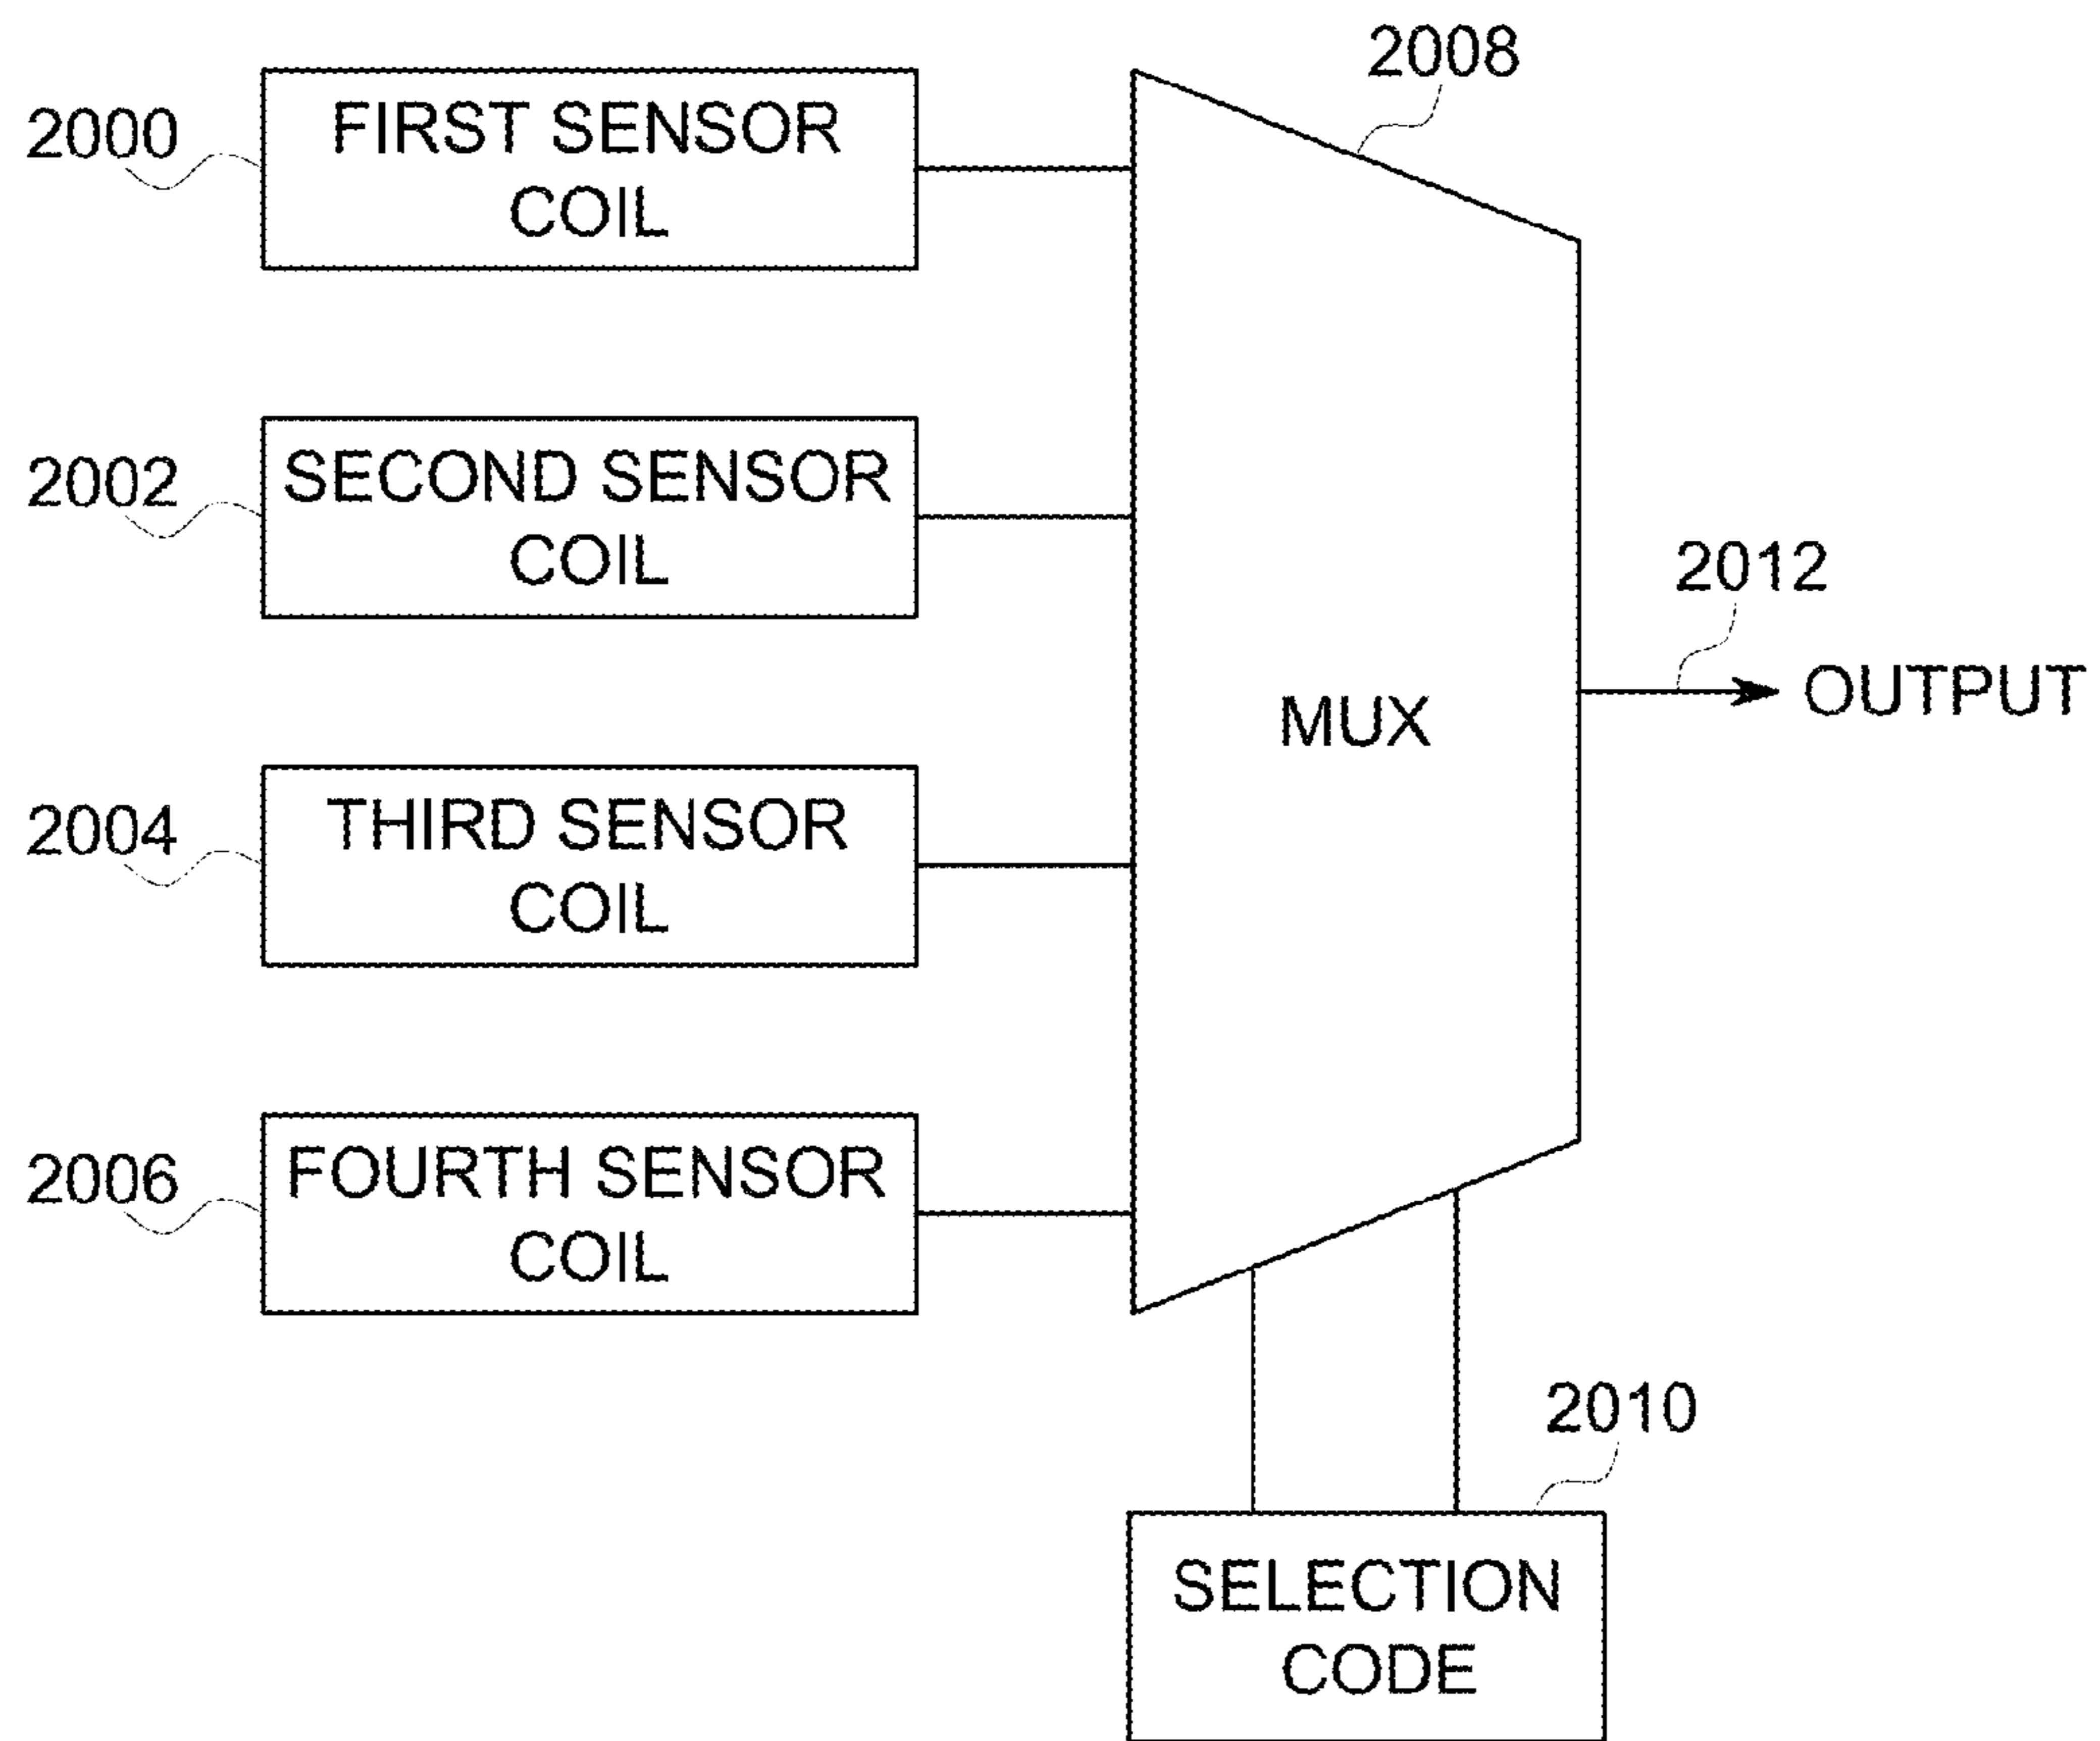 2008
2000
FIRST SENSOR
COIL
2002
SECOND SENSOR
COIL
2012
OUTPUT
MUX
2004
THIRD SENSOR
COIL
2006
FOURTH SENSOR
COIL
2010
SELECTION
CODE